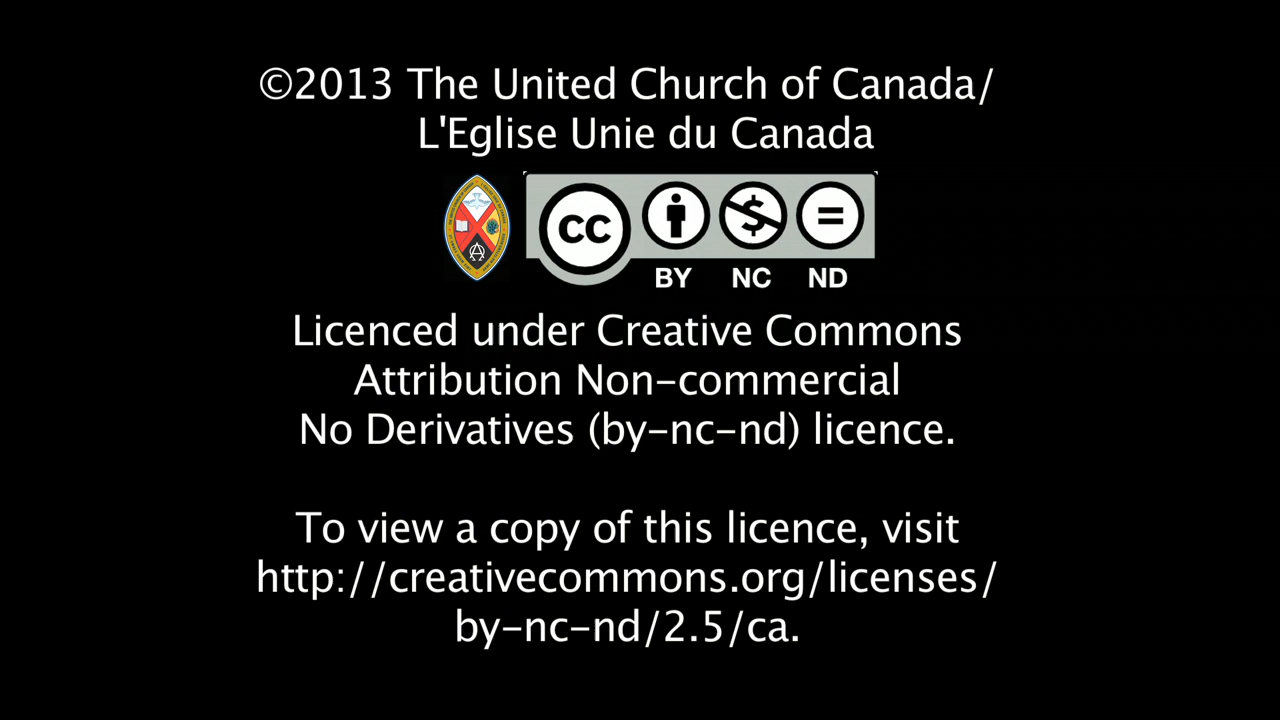 ©2013 The United Church of Canada/
L'Eglise Unie du Canada
cc
BY NC ND
Licenced under Creative Commons
Attribution Non-commercial
No Derivatives (by-nc-nd) licence.
To view a copy of this licence, visit
http://creativecommons.org/licenses/
by-nc-nd/2.5/ca.